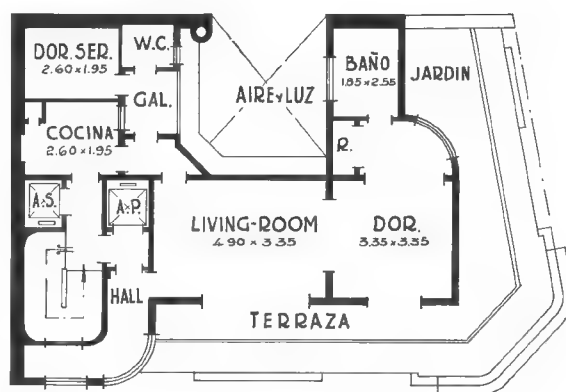 DOR. SER.
2.60 x 1.95
W.C.
GAL.
AIRE y LUZ
BAÑO
1.85 x 2.55
JARDIN
COCINA
2.60 x 1.95
R.
A.S.
A.P.
LIVING-ROOM
4.90 x 3.35
DOR.
3.35 x 3.35
HALL
TERRAZA